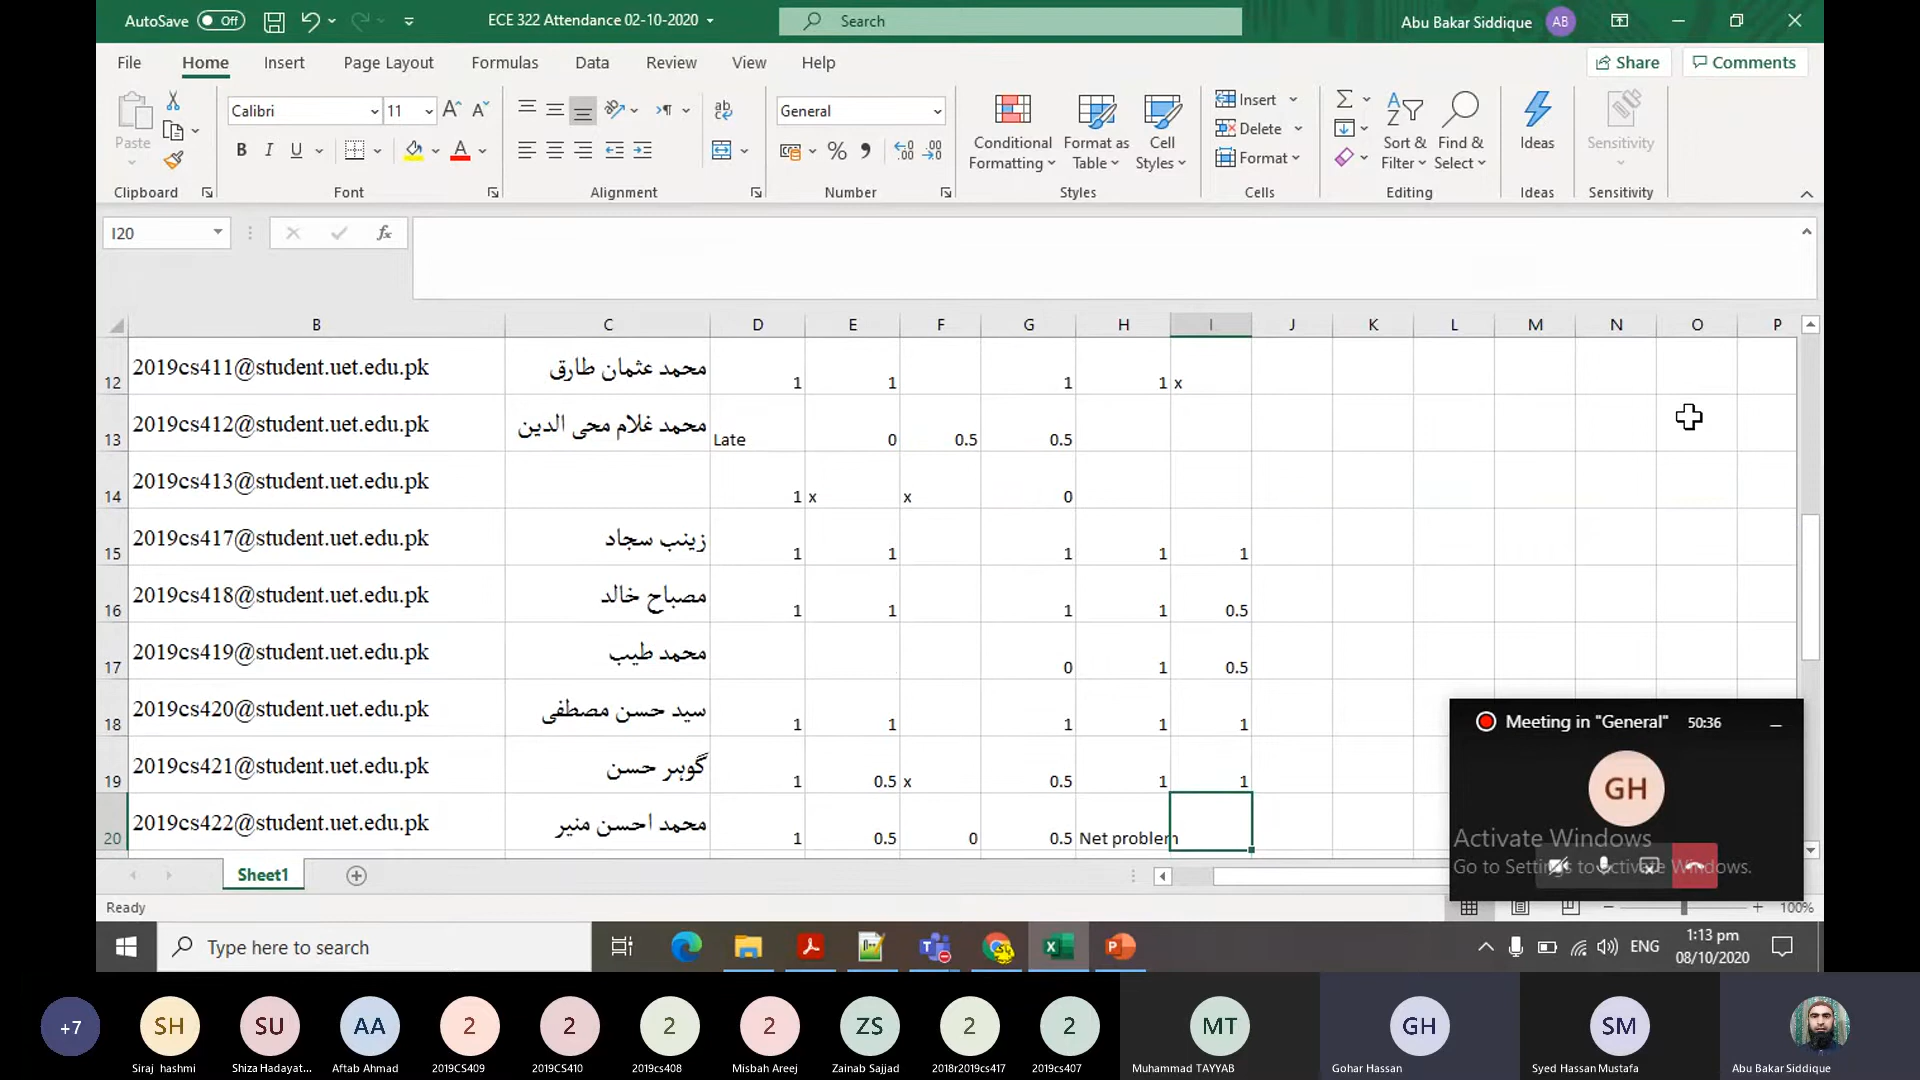 AutoSave Off ECE 322 Attendance 02-10-2020 Search Abu Bakar Siddique AB
File Home Insert Page Layout Formulas Data Review View Help Share Comments
Calibri 11 General Insert
Paste B I U Conditional Formatting Format as Table Cell Styles Delete Format Sort & Filter Find & Select Ideas Sensitivity
Clipboard Font Alignment Number Styles Cells Editing Ideas Sensitivity
I20 fx
B C D E F G H I J K L M N O P
12 2019cs411@student.uet.edu.pk محمد عثمان طارق 1 1 1 1 x
13 2019cs412@student.uet.edu.pk محمد غلام محی الدین Late 0 0.5 0.5
14 2019cs413@student.uet.edu.pk 1 x x 0
15 2019cs417@student.uet.edu.pk زینب سجاد 1 1 1 1 1
16 2019cs418@student.uet.edu.pk مصباح خالد 1 1 1 1 0.5
17 2019cs419@student.uet.edu.pk محمد طیب 0 1 0.5
18 2019cs420@student.uet.edu.pk سید حسن مصطفی 1 1 1 1 1
19 2019cs421@student.uet.edu.pk گوہر حسن 1 0.5 x 0.5 1 1
20 2019cs422@student.uet.edu.pk محمد احسن منیر 1 0.5 0 0.5 Net problem
Meeting in "General" 50:36
GH
Activate Windows
Go to Settings to activate Windows.
Sheet1
Ready 100%
Type here to search ENG 1:13 pm
08/10/2020
+7 SH SU AA 2 2 2 2 ZS 2 2 MT GH SM
Siraj hashmi Shiza Hadayat... Aftab Ahmad 2019CS409 2019CS410 2019cs408 Misbah Areej Zainab Sajjad 2018r2019cs417 2019cs407 Muhammad TAYYAB Gohar Hassan Syed Hassan Mustafa Abu Bakar Siddique